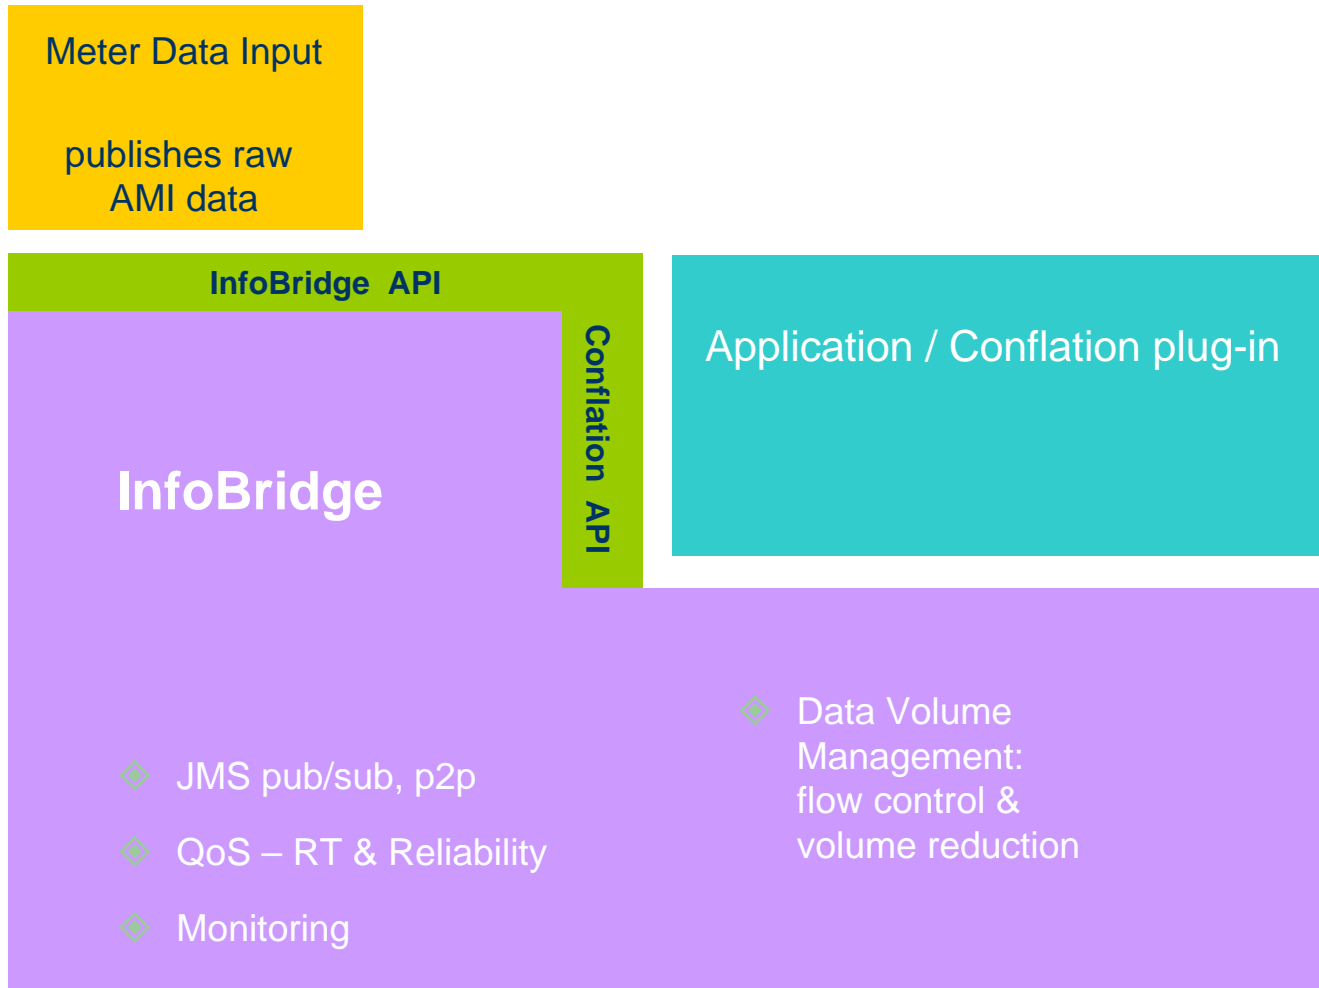 Meter Data Input
publishes raw
AMI data
InfoBridge API
Conflation API
Application / Conflation plug-in
InfoBridge
JMS pub/sub, p2p
QoS – RT & Reliability
Monitoring
Data Volume
Management:
flow control &
volume reduction